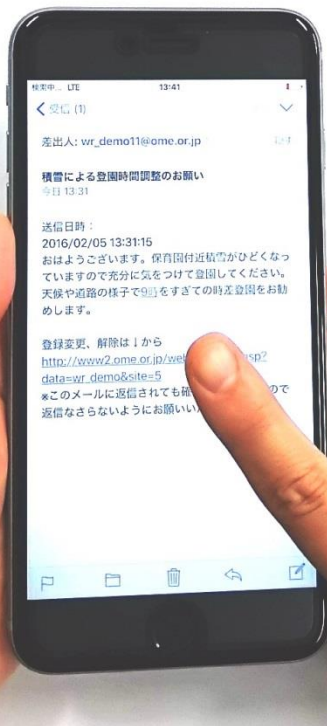 検索中... LTE 13:41
受信 (1)
差出人: wr_demo11@ome.or.jp
積雪による登園時間調整のお願い
今日 13:31
送信日時：
2016/02/05 13:31:15
おはようございます。保育園付近積雪がひどくなっ
ていますので充分に気をつけて登園してください。
天候や道路の様子で9時をすぎての時差登園をお勧
めします。
登録変更、解除は↓から
http://www2.ome.or.jp/we sp?
data=wr_demo&site=5
※このメールに返信されても確 ので
返信なさらないようにお願いい